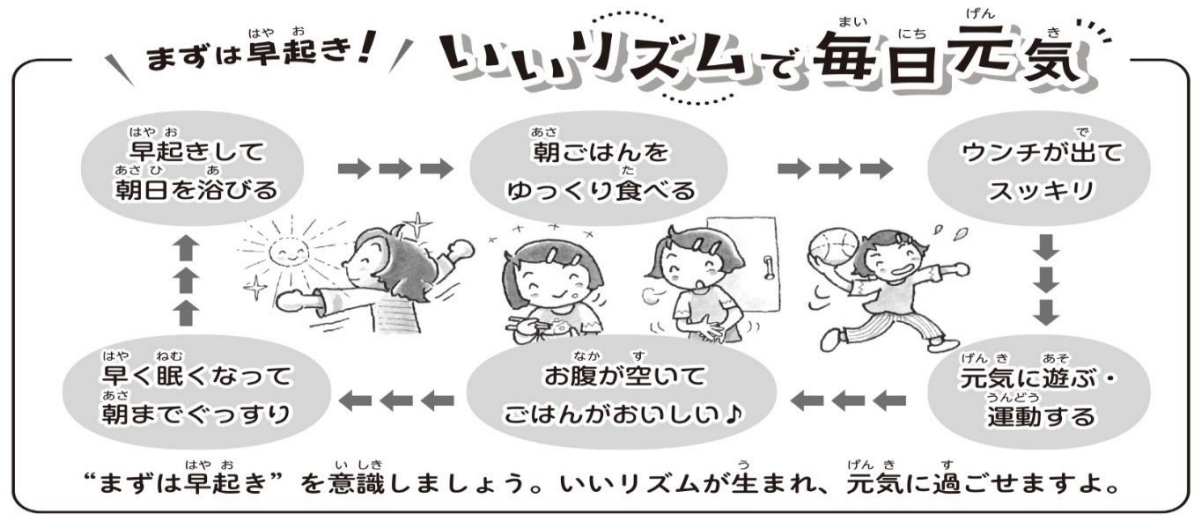 まずは早起き!
いいリズムで毎日元気
早起きして
朝日を浴びる
朝ごはんを
ゆっくり食べる
ウンチが出て
スッキリ
元気に遊ぶ・
運動する
お腹が空いて
ごはんがおいしい♪
早く眠くなって
朝までぐっすり
“まずは早起き”を意識しましょう。いいリズムが生まれ、元気に過ごせますよ。